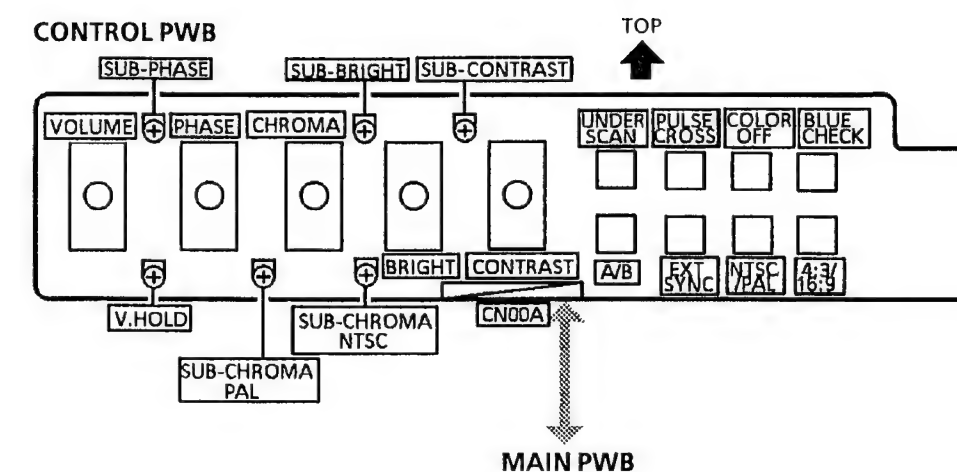 TOP
CONTROL PWB
SUB-PHASE
SUB-BRIGHT
SUB-CONTRAST
VOLUME
PHASE
CHROMA
UNDER
SCAN
PULSE
CROSS
COLOR
OFF
BLUE
CHECK
BRIGHT
CONTRAST
A/B
EXT
SYNC
NTSC
/PAL
4:3/
16:9
V.HOLD
SUB-CHROMA
NTSC
CN00A
SUB-CHROMA
PAL
MAIN PWB